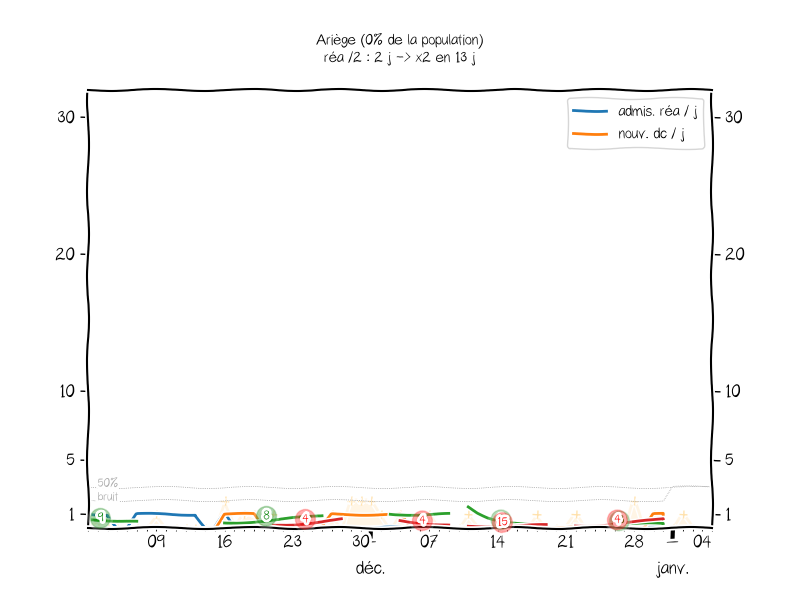 Ariège (0% de la population)
réa /2 : 2 j -> x2 en 13 j
admis. réa / j
nouv. dc / j
30 30
20 20
10 10
5 5
50%
bruit
1 9 8 4 4 15 4 1
09 16 23 30 07 14 21 28 04
déc. janv.